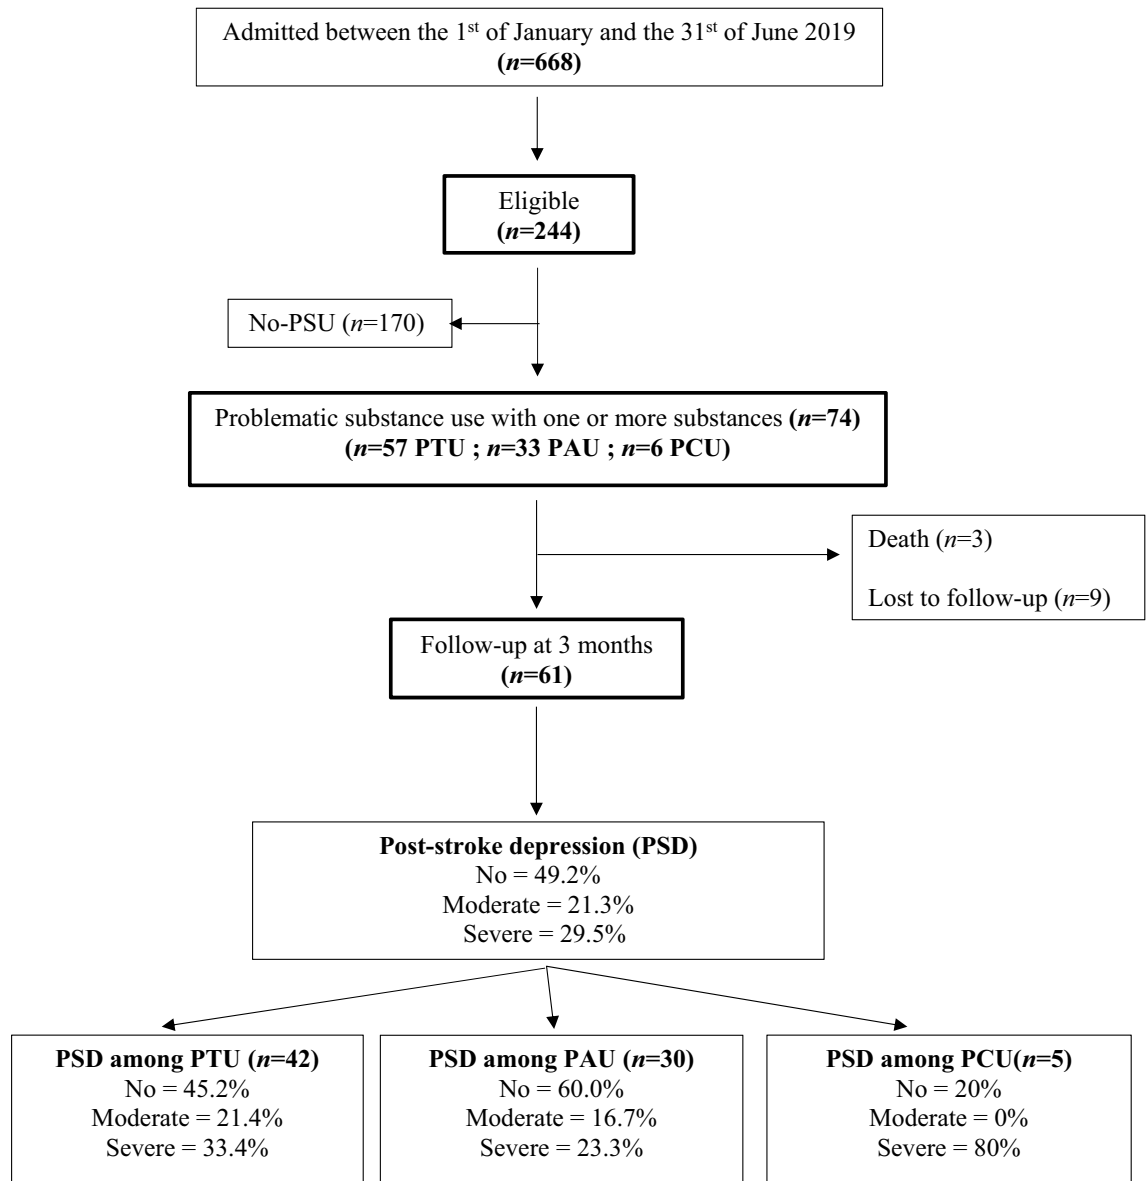 Admitted between the 1st of January and the 31st of June 2019
(n=668)
Eligible
(n=244)
No-PSU (n=170)
Problematic substance use with one or more substances (n=74)
(n=57 PTU ; n=33 PAU ; n=6 PCU)
Death (n=3)
Lost to follow-up (n=9)
Follow-up at 3 months
(n=61)
Post-stroke depression (PSD)
No = 49.2%
Moderate = 21.3%
Severe = 29.5%
PSD among PTU (n=42)
No = 45.2%
Moderate = 21.4%
Severe = 33.4%
PSD among PAU (n=30)
No = 60.0%
Moderate = 16.7%
Severe = 23.3%
PSD among PCU(n=5)
No = 20%
Moderate = 0%
Severe = 80%